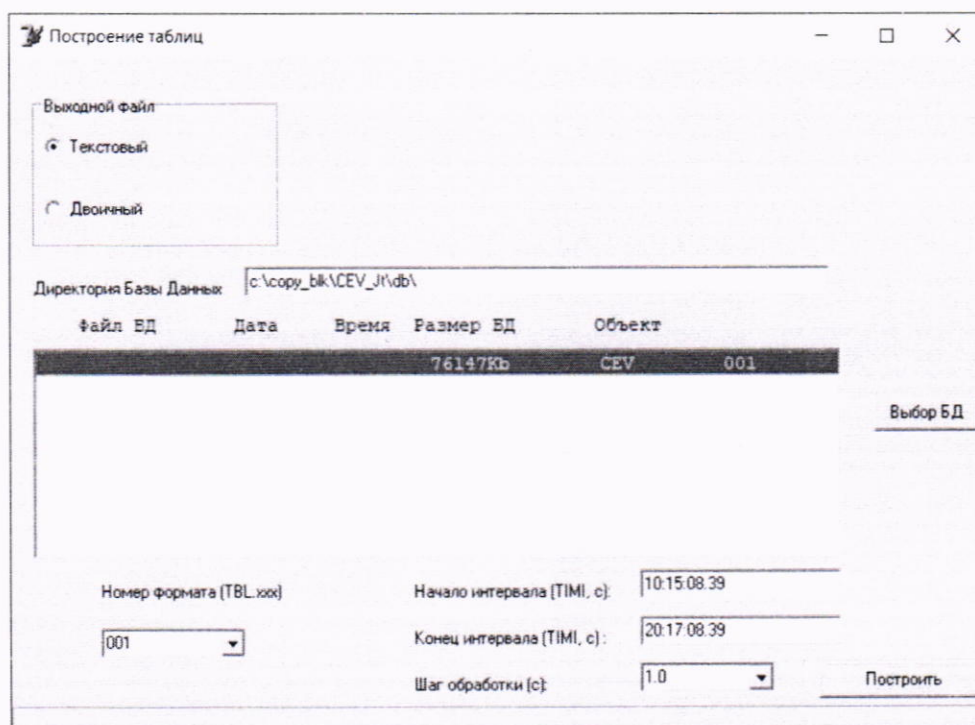 Построение таблиц
Выходной файл
Текстовый
Двоичный
Директория Базы Данных c:\copy_blk\CEV_Jt\db\
Файл БД Дата Время Размер БД Объект
76147Kb CEV 001
Выбор БД
Номер формата (TBL.xxx)
Начало интервала (TIMI, с): 10:15:08.39
001
Конец интервала (TIMI, с) : 20:17:08.39
Шаг обработки (с): 1.0
Построить